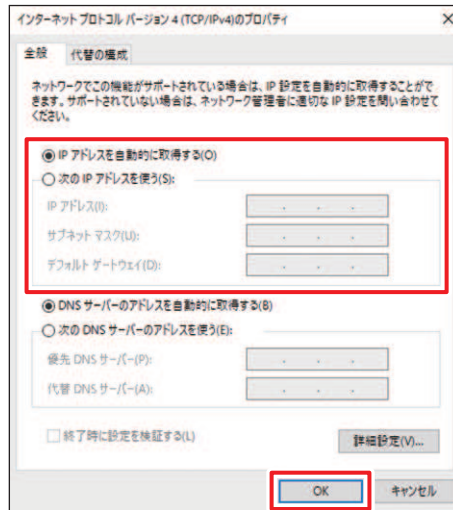 インターネット プロトコル バージョン 4 (TCP/IPv4)のプロパティ
全般
代替の構成
ネットワークでこの機能がサポートされている場合は、IP 設定を自動的に取得することがで
きます。サポートされていない場合は、ネットワーク管理者に適切な IP 設定を問い合わせて
ください。
IP アドレスを自動的に取得する(O)
次の IP アドレスを使う(S):
IP アドレス(I):
サブネット マスク(U):
デフォルト ゲートウェイ(D):
DNS サーバーのアドレスを自動的に取得する(B)
次の DNS サーバーのアドレスを使う(E):
優先 DNS サーバー(P):
代替 DNS サーバー(A):
終了時に設定を検証する(L)
詳細設定(V)...
OK
キャンセル